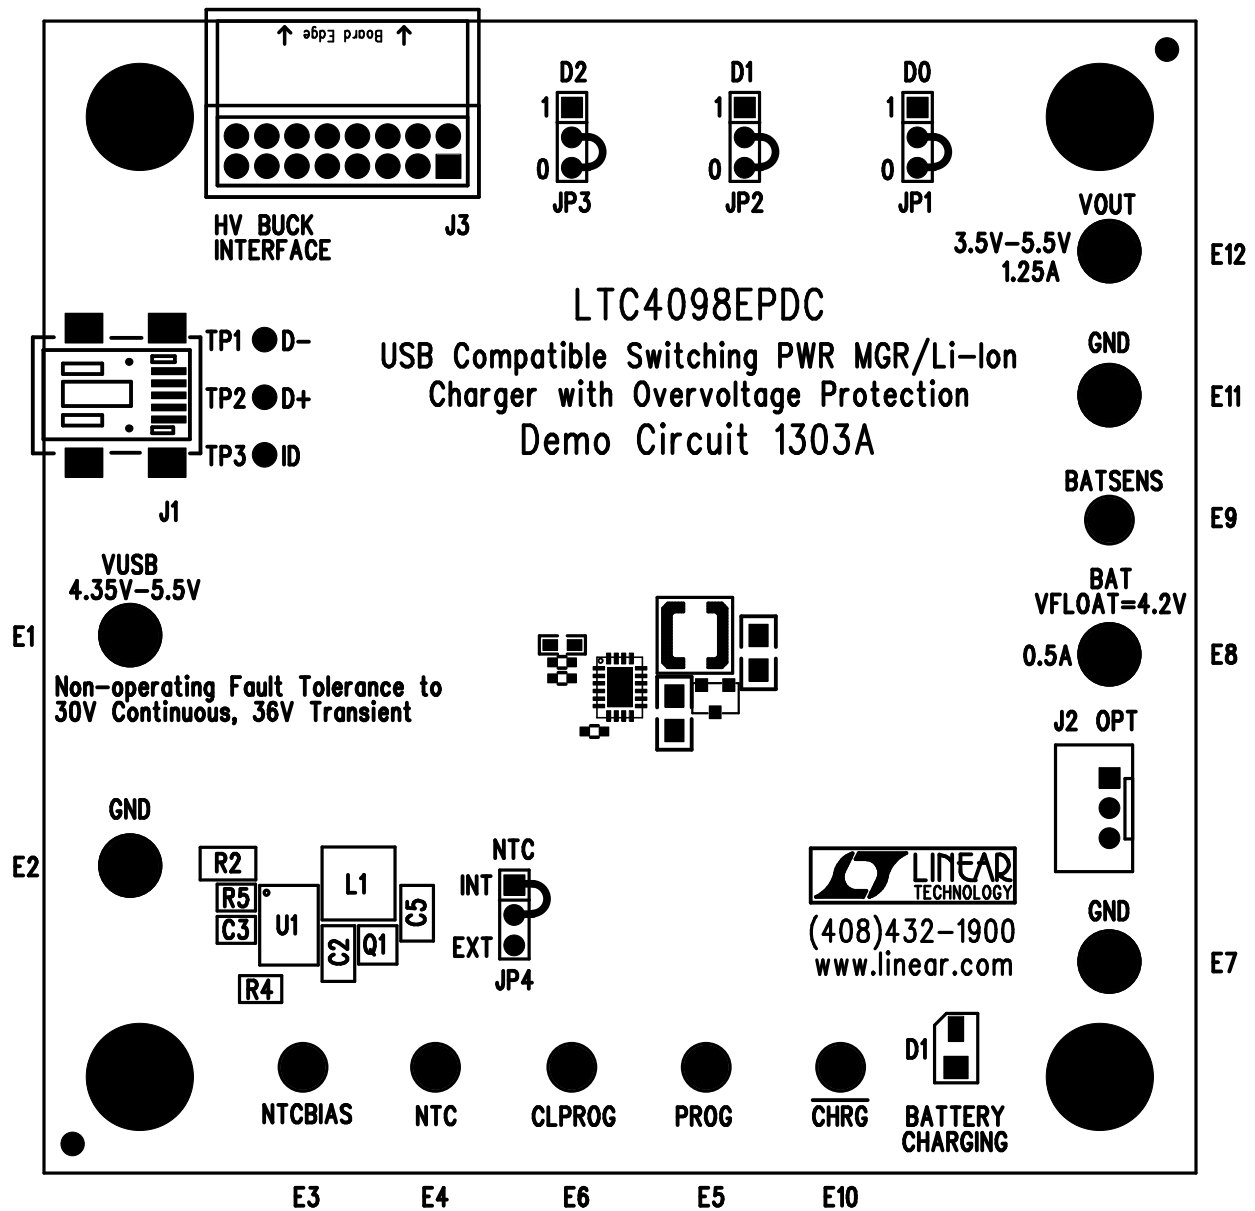 Board Edge
D2
D1
D0
1
1
1
0
0
0
JP3
JP2
JP1
HV BUCK
INTERFACE
J3
VOUT
3.5V-5.5V
1.25A
E12
LTC4098EPDC
USB Compatible Switching PWR MGR/Li-Ion
Charger with Overvoltage Protection
Demo Circuit 1303A
TP1 D-
TP2 D+
TP3 ID
J1
GND
E11
BATSENS
E9
VUSB
4.35V-5.5V
E1
Non-operating Fault Tolerance to
30V Continuous, 36V Transient
BAT
VFLOAT=4.2V
0.5A
E8
J2 OPT
GND
E2
R2
R5
C3
R4
U1
L1
C2
Q1
C5
NTC
INT
EXT
JP4
LINEAR
TECHNOLOGY
(408)432-1900
www.linear.com
GND
E7
D1
NTCBIAS
NTC
CLPROG
PROG
CHRG
BATTERY
CHARGING
E3
E4
E6
E5
E10